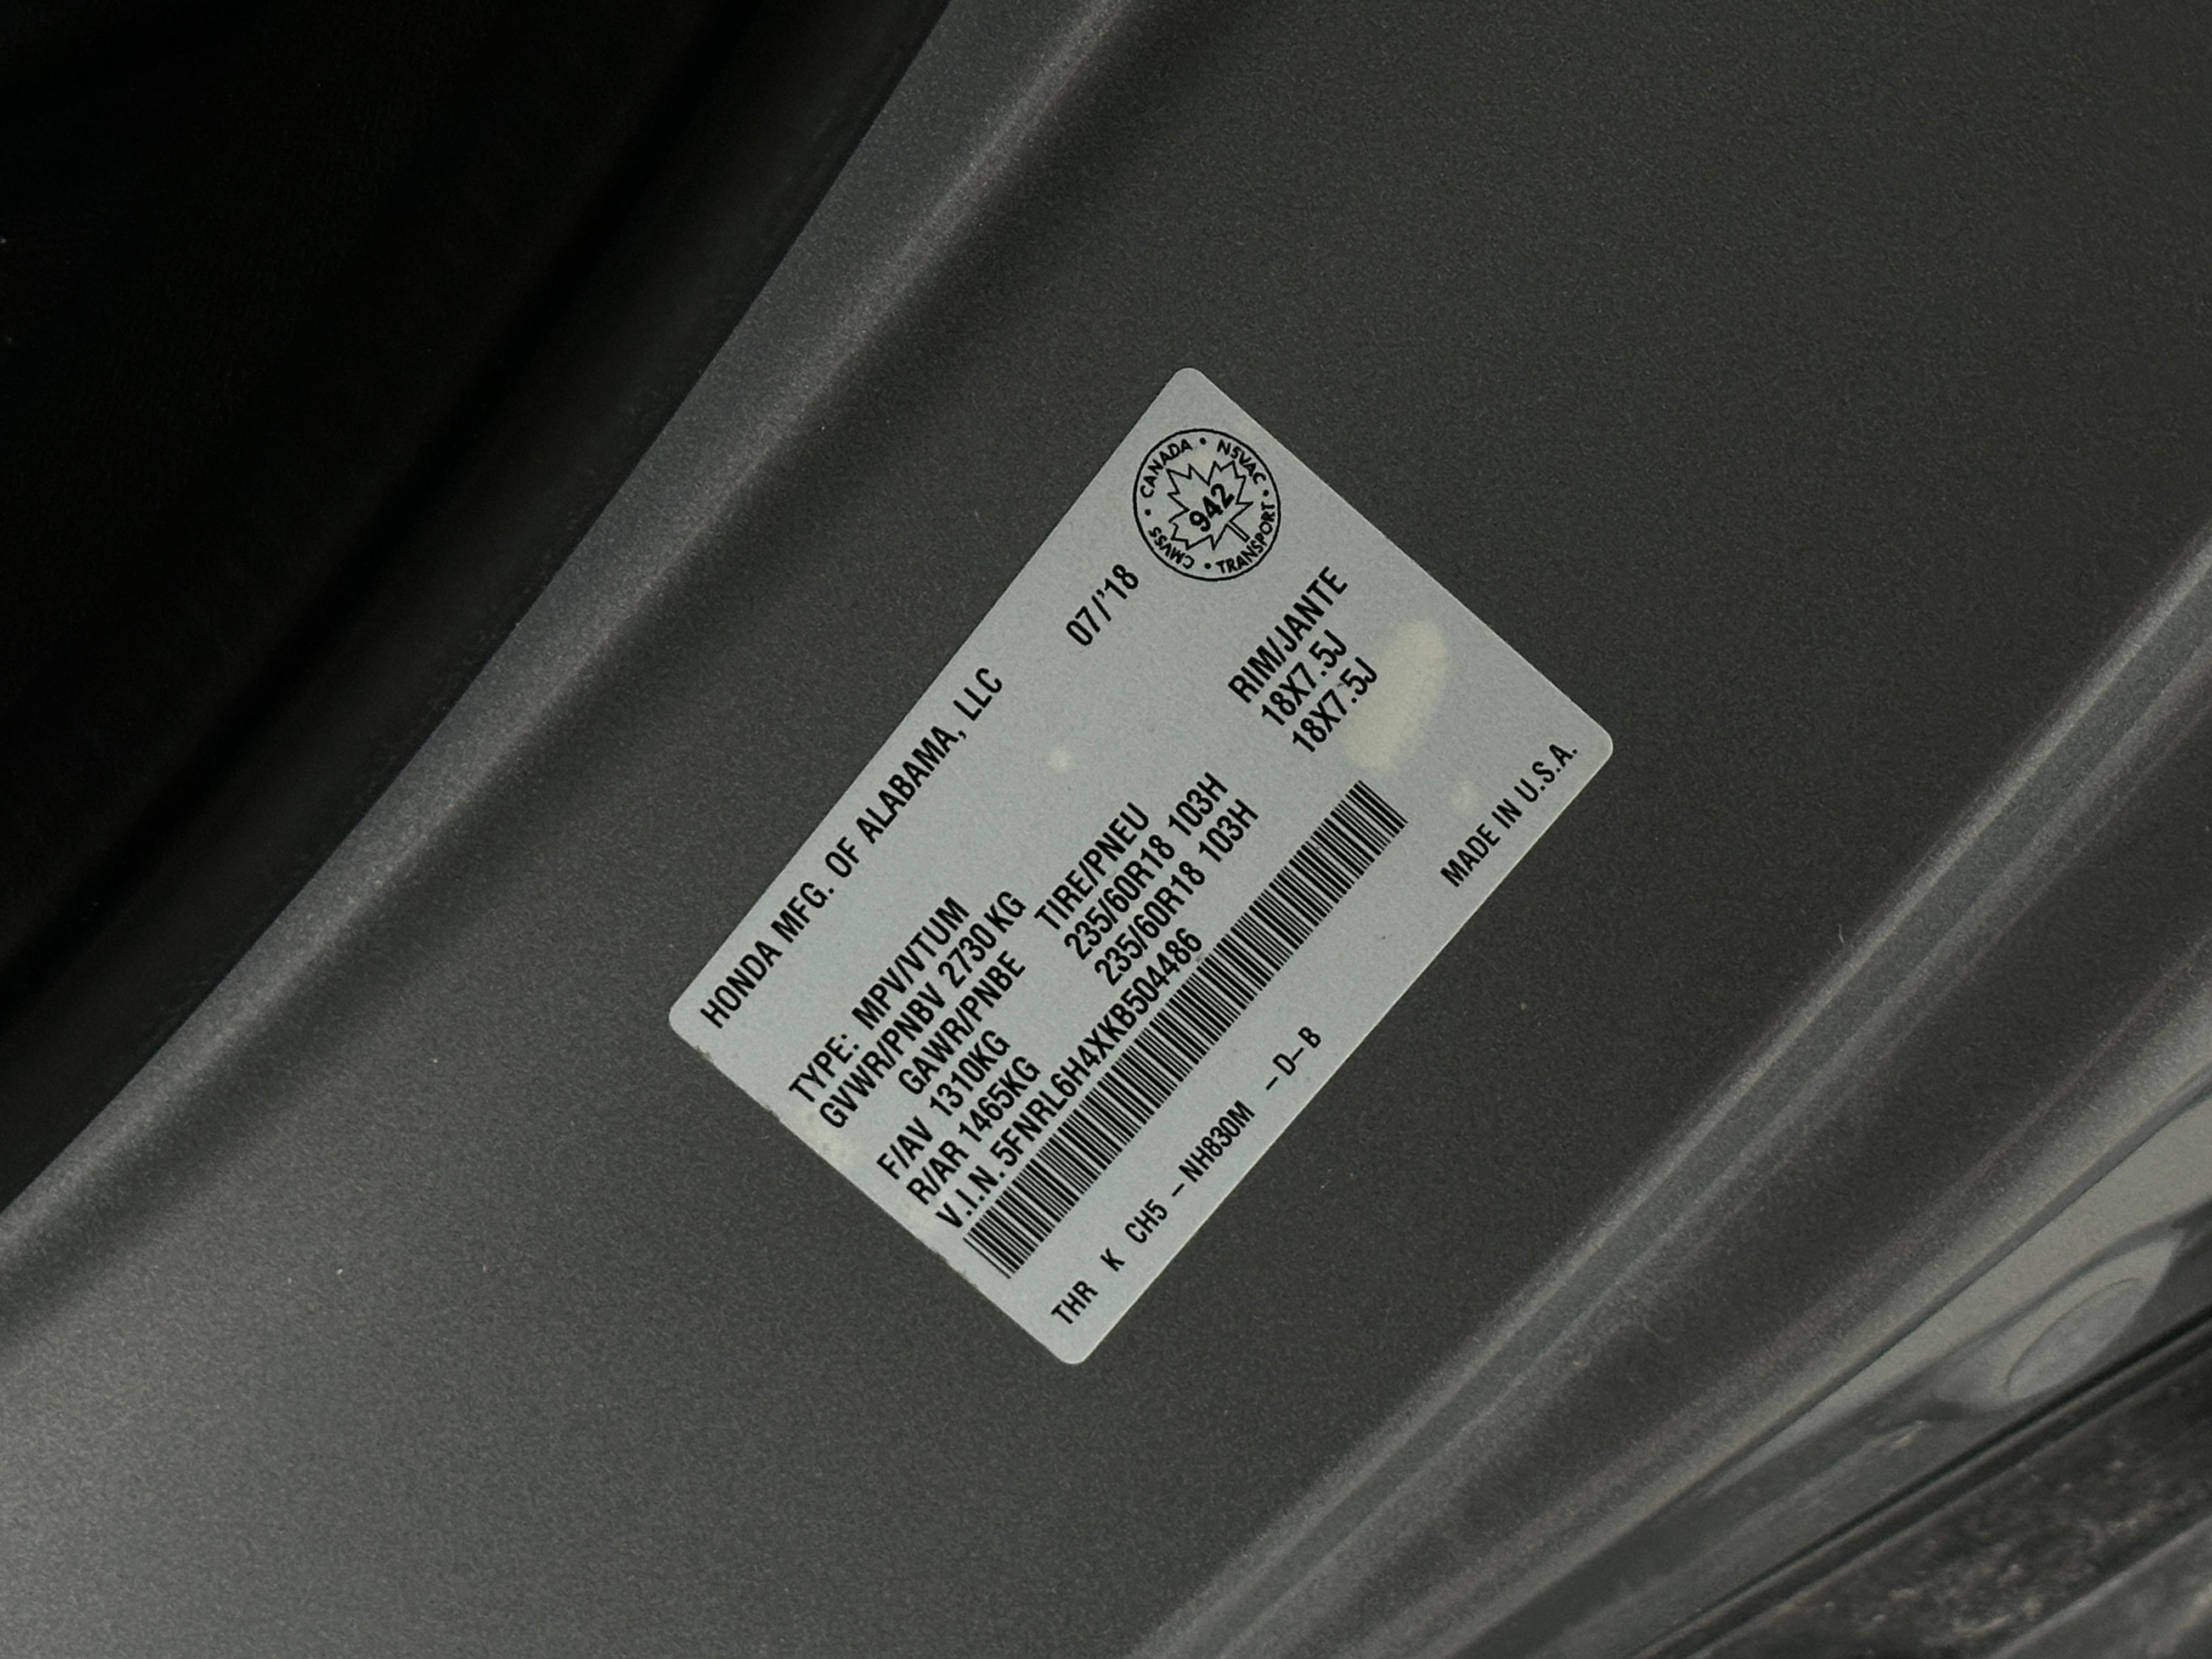 HONDA MFG. OF ALABAMA, LLC 07/'18
CANADA • NSVAC • TRANSPORT • CMVSS •
942
TYPE: MPV/VTUM
GVWR/PNBV 2730 KG
GAWR/PNBE TIRE/PNEU RIM/JANTE
F/AV 1310KG 235/60R18 103H 18X7.5J
R/AR 1465KG 235/60R18 103H 18X7.5J
V.I.N. 5FNRL6H4XKB504486
THR K CH5 – NH830M – D– B MADE IN U.S.A.